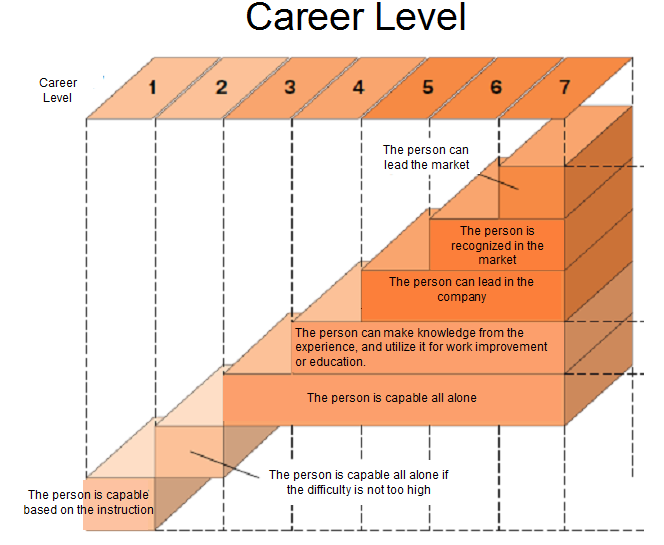 Career Level
Career
Level
1 2 3 4 5 6 7
The person can
lead the market
The person is
recognized in the
market
The person can lead in the
company
The person can make knowledge from the
experience, and utilize it for work improvement
or education.
The person is capable all alone
The person is capable all alone if
the difficulty is not too high
The person is capable
based on the instruction